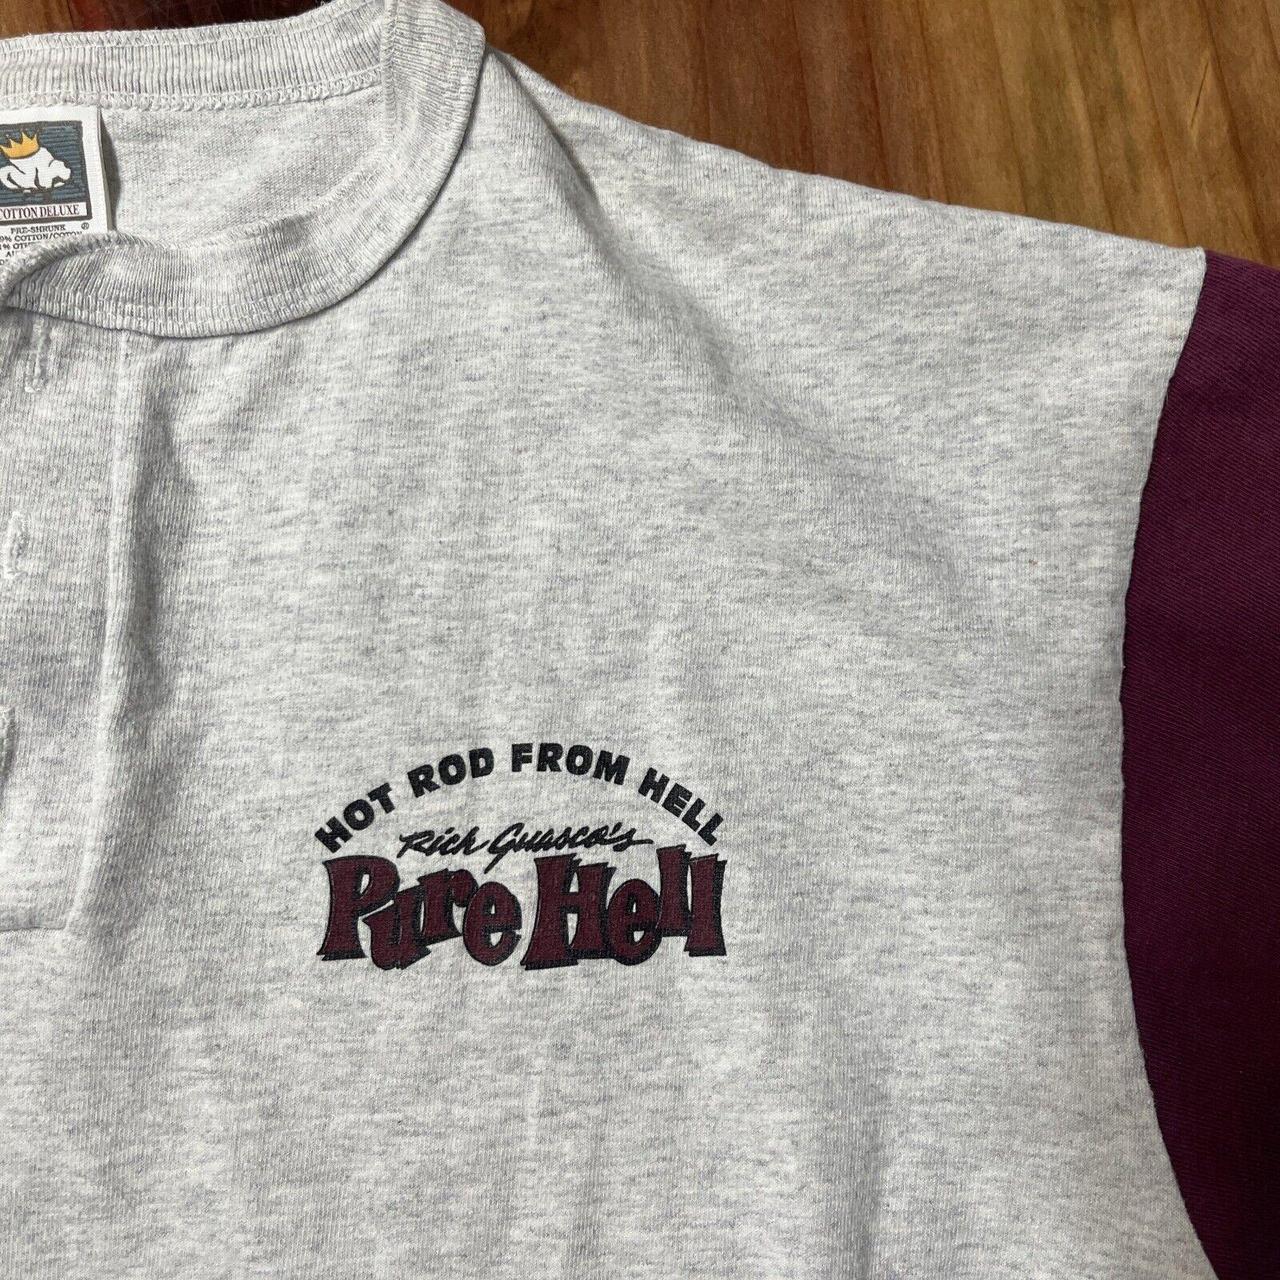 COTTON DELUXE
PRE-SHRUNK ®
HOT ROD FROM HELL
Rich Guasco's
Pure Hell